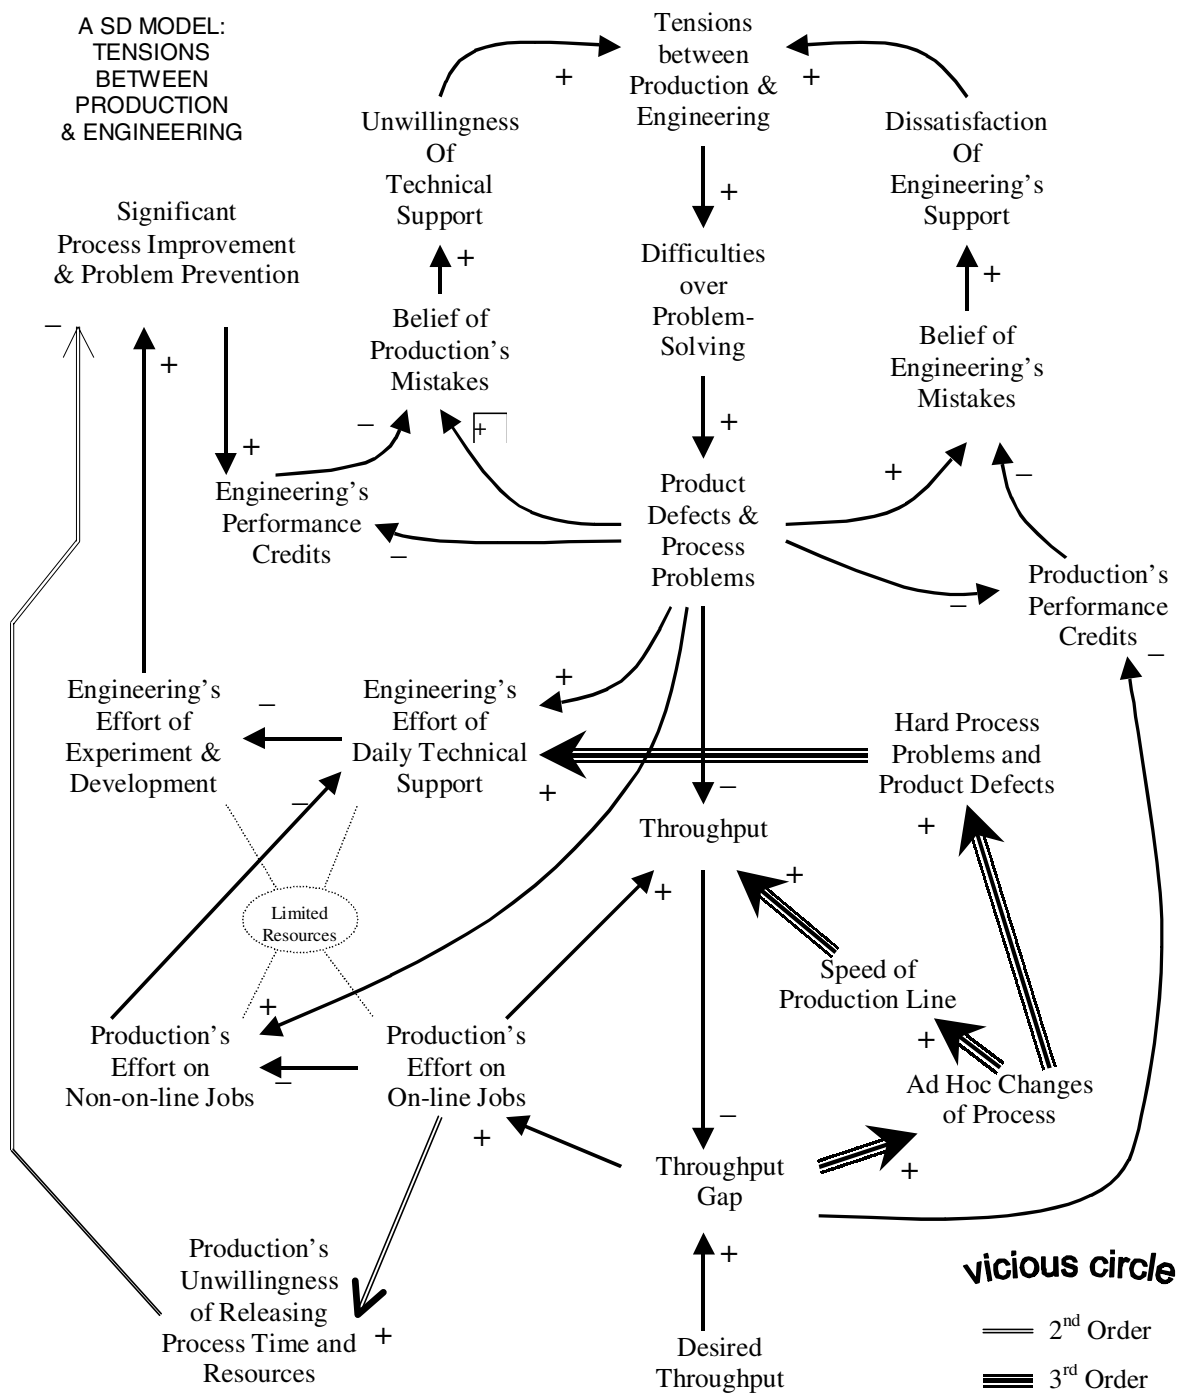 A SD MODEL:
TENSIONS
BETWEEN
PRODUCTION
& ENGINEERING
Tensions
between
Production &
Engineering
+
+
Unwillingness
Of
Technical
Support
Dissatisfaction
Of
Engineering's
Support
+
Significant
Process Improvement
& Problem Prevention
+
Difficulties
over
Problem-
Solving
+
–
+
Belief of
Production's
Mistakes
Belief of
Engineering's
Mistakes
–
+
+
+
+
–
Engineering's
Performance
Credits
–
Product
Defects &
Process
Problems
Production's
Performance
Credits
–
–
+
Engineering's
Effort of
Experiment &
Development
–
Engineering's
Effort of
Daily Technical
Support
+
–
Hard Process
Problems and
Product Defects
+
–
Throughput
+
+
Limited
Resources
Speed of
Production Line
+
+
Production's
Effort on
Non-on-line Jobs
–
Production's
Effort on
On-line Jobs
Ad Hoc Changes
of Process
+
–
Throughput
Gap
+
+
Production's
Unwillingness
of Releasing
Process Time and
Resources
+
Desired
Throughput
vicious circle
2nd Order
3rd Order